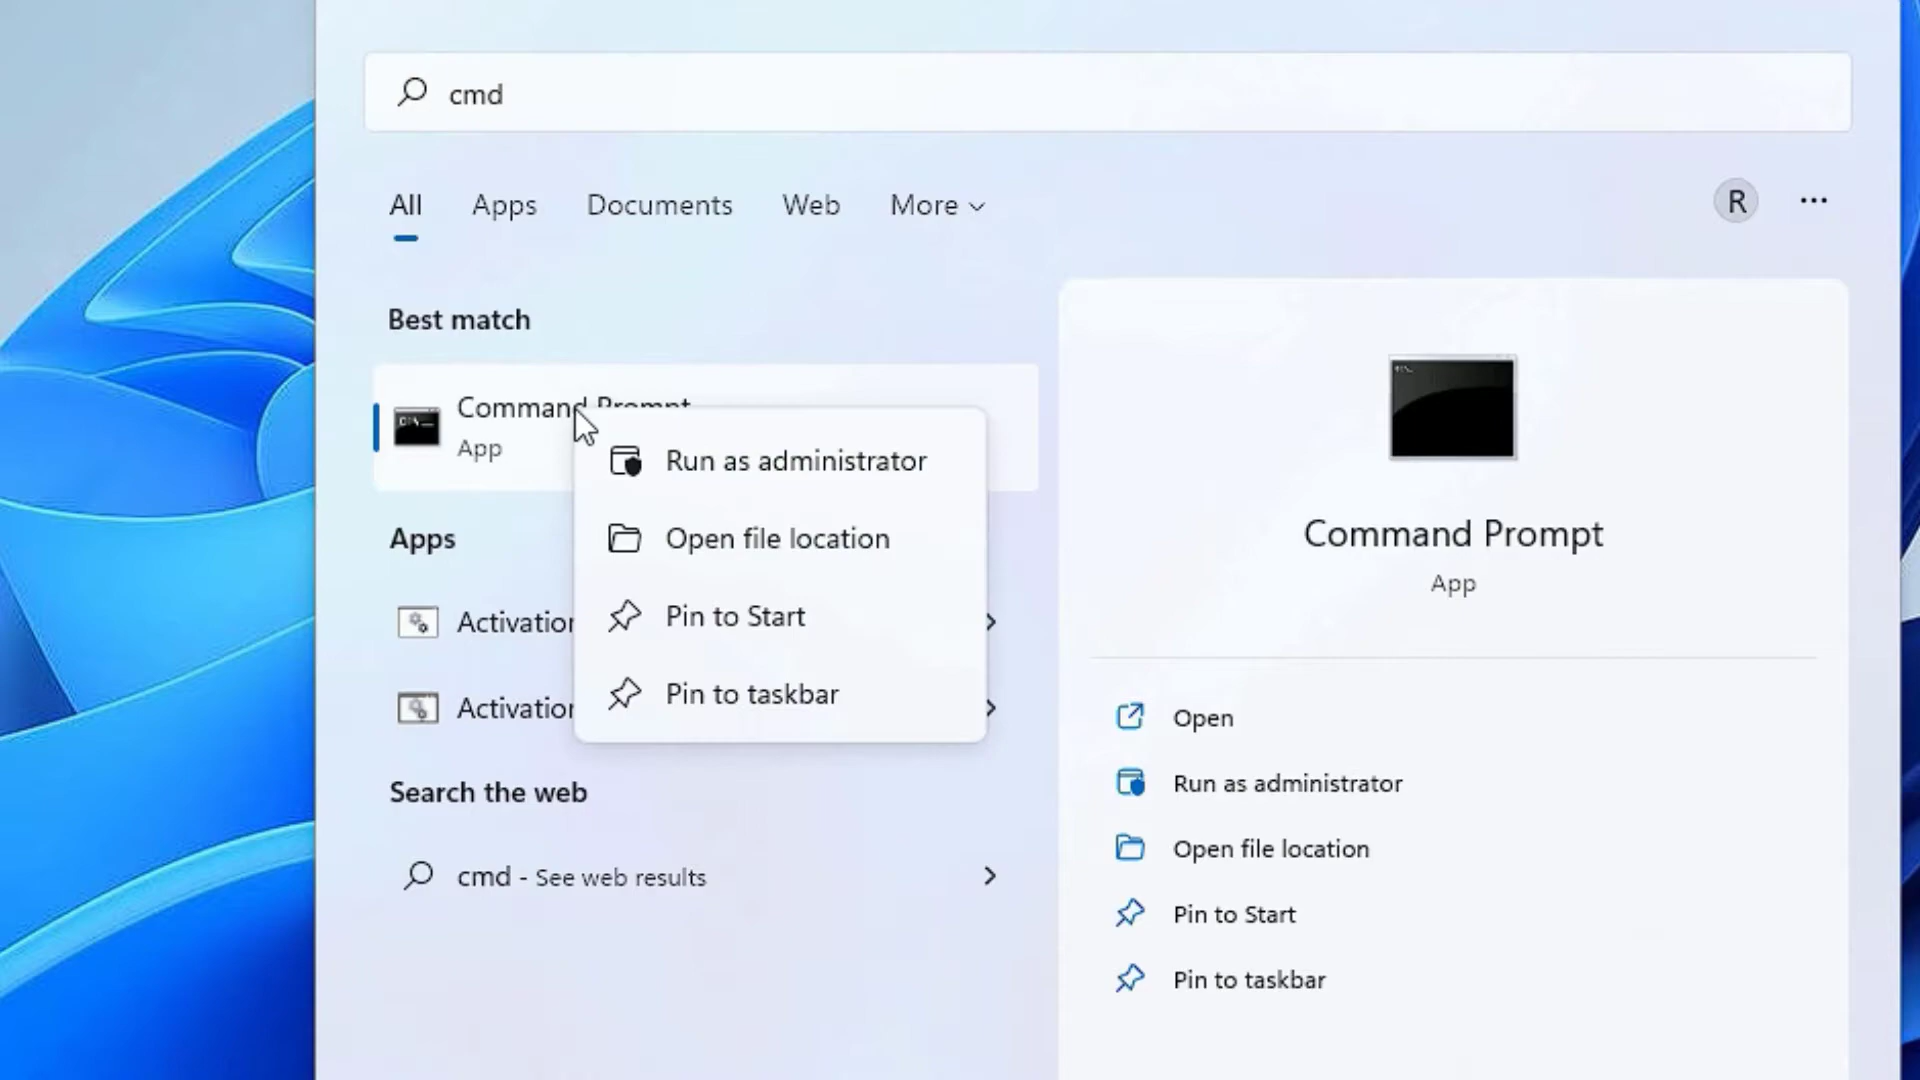 cmd
All Apps Documents Web More
R
Best match
Command Prompt
App
Run as administrator
Open file location
Pin to Start
Pin to taskbar
Apps
Activation
Activation
Search the web
cmd - See web results
Command Prompt
App
Open
Run as administrator
Open file location
Pin to Start
Pin to taskbar